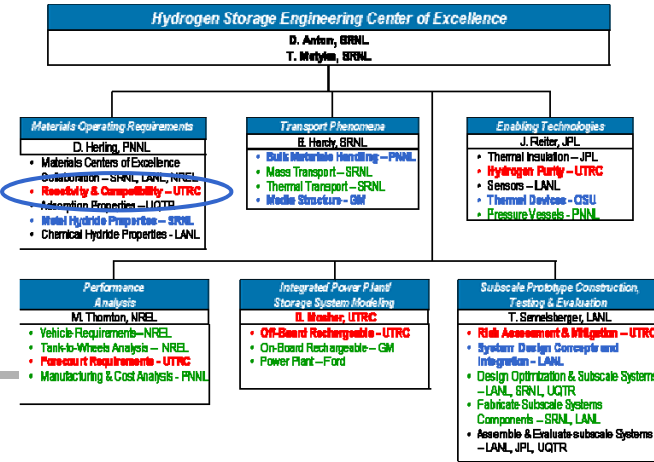 Hydrogen Storage Engineering Center of Excellence
D. Anton, SRNL
T. Motyka, SRNL
Materials Operating Requirements
D. Herling, PNNL
• Materials Centers of Excellence
Collaboration – SRNL, LANL, NREL
• Reactivity & Compatibility – UTRC
• Adsorption Properties – UQTR
• Metal Hydride Properties – SRNL
• Chemical Hydride Properties - LANL
Transport Phenomena
B. Hardy, SRNL
• Bulk Materials Handling – PNNL
• Mass Transport – SRNL
• Thermal Transport – SRNL
• Media Structure - GM
Enabling Technologies
J. Reiter, JPL
• Thermal Insulation – JPL
• Hydrogen Purity – UTRC
• Sensors – LANL
• Thermal Devices - OSU
• Pressure Vessels - PNNL
Performance
Analysis
M. Thornton, NREL
• Vehicle Requirements– NREL
• Tank-to-Wheels Analysis – NREL
• Forecourt Requirements - UTRC
• Manufacturing & Cost Analysis - PNNL
Integrated Power Plant/
Storage System Modeling
D. Mosher, UTRC
• Off-Board Rechargeable - UTRC
• On-Board Rechargeable – GM
• Power Plant – Ford
Subscale Prototype Construction,
Testing & Evaluation
T. Semelsberger, LANL
• Risk Assessment & Mitigation – UTRC
• System Design Concepts and
Integration - LANL
• Design Optimization & Subscale Systems
– LANL, SRNL, UQTR
• Fabricate Subscale Systems
Components – SRNL, LANL
• Assemble & Evaluate subscale Systems
– LANL, JPL, UQTR